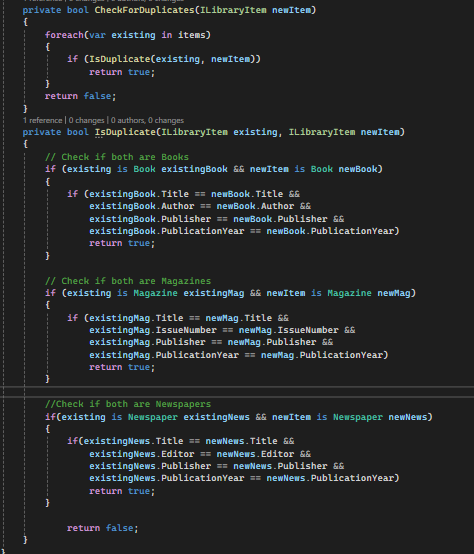 private bool CheckForDuplicates(ILibraryItem newItem)
{
foreach(var existing in items)
{
if (IsDuplicate(existing, newItem))
return true;
}
return false;
}
1 reference | 0 changes | 0 authors, 0 changes
private bool IsDuplicate(ILibraryItem existing, ILibraryItem newItem)
{
// Check if both are Books
if (existing is Book existingBook && newItem is Book newBook)
{
if (existingBook.Title == newBook.Title &&
existingBook.Author == newBook.Author &&
existingBook.Publisher == newBook.Publisher &&
existingBook.PublicationYear == newBook.PublicationYear)
return true;
}
// Check if both are Magazines
if (existing is Magazine existingMag && newItem is Magazine newMag)
{
if (existingMag.Title == newMag.Title &&
existingMag.IssueNumber == newMag.IssueNumber &&
existingMag.Publisher == newMag.Publisher &&
existingMag.PublicationYear == newMag.PublicationYear)
return true;
}
//Check if both are Newspapers
if(existing is Newspaper existingNews && newItem is Newspaper newNews)
{
if(existingNews.Title == newNews.Title &&
existingNews.Editor == newNews.Editor &&
existingNews.Publisher == newNews.Publisher &&
existingNews.PublicationYear == newNews.PublicationYear)
return true;
}
return false;
}
}